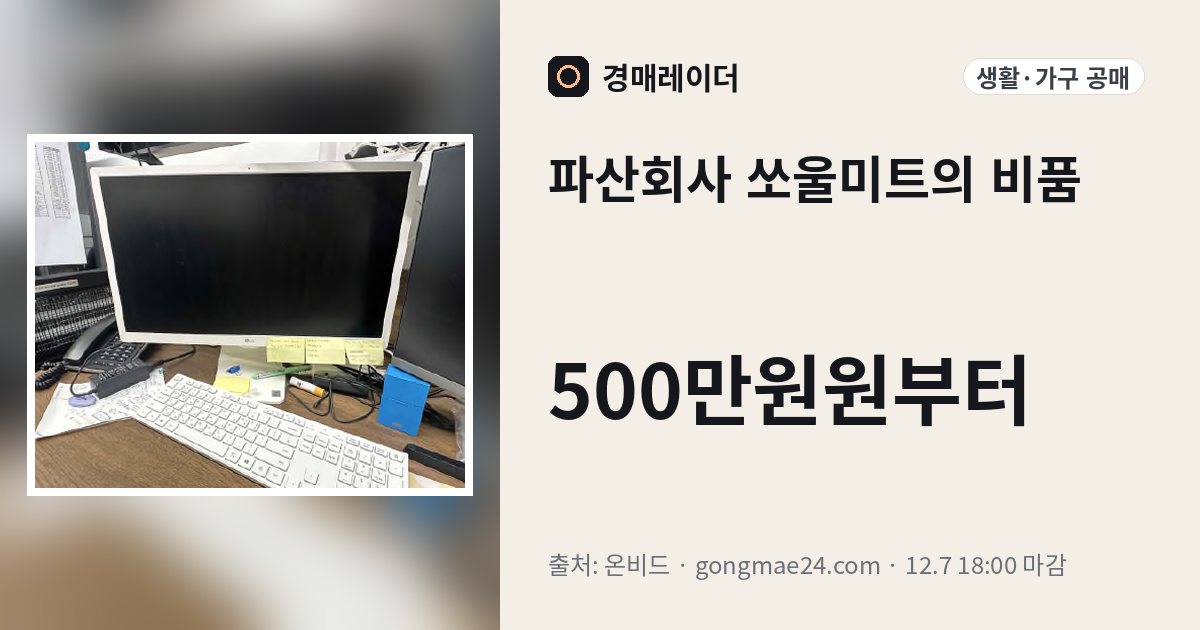 경매레이더
생활·가구 공매
파산회사 쏘울미트의 비품
500만원원부터
출처: 온비드 · gongmae24.com · 12.7 18:00 마감